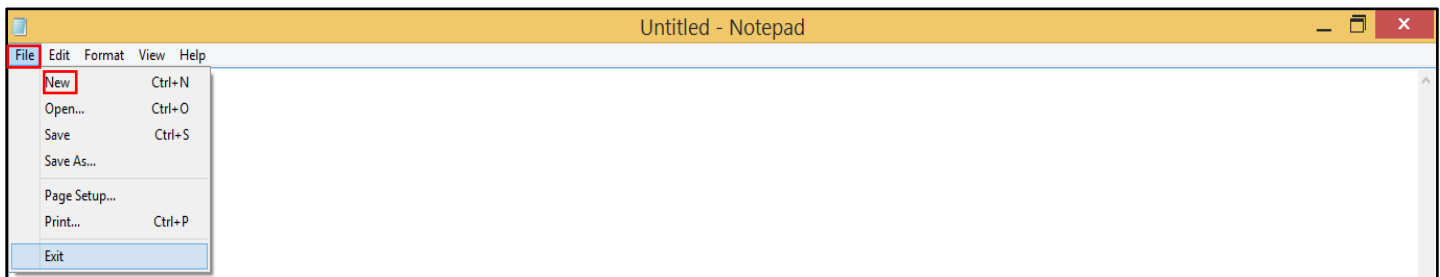 Untitled - Notepad
File Edit Format View Help
New Ctrl+N
Open... Ctrl+O
Save Ctrl+S
Save As...
Page Setup...
Print... Ctrl+P
Exit